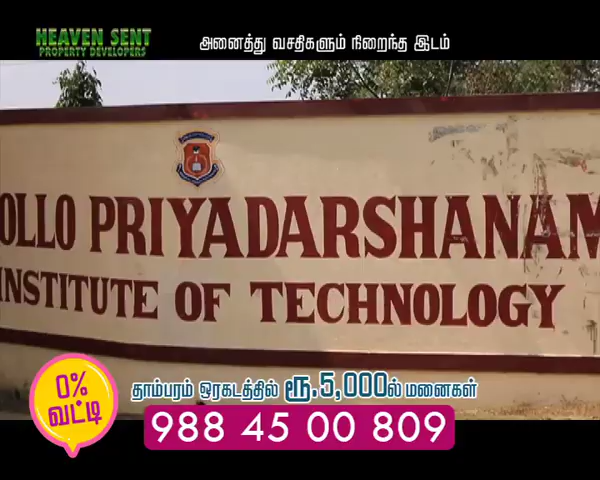 HEAVEN SENT
PROPERTY DEVELOPERS
அனைத்து வசதிகளும் நிறைந்த இடம்
OLLO PRIYADARSHANAM
INSTITUTE OF TECHNOLOGY
0%
வட்டி
தாம்பரம் ஒரகடத்தில் ரூ.5,000ல் மனைகள்
988 45 00 809